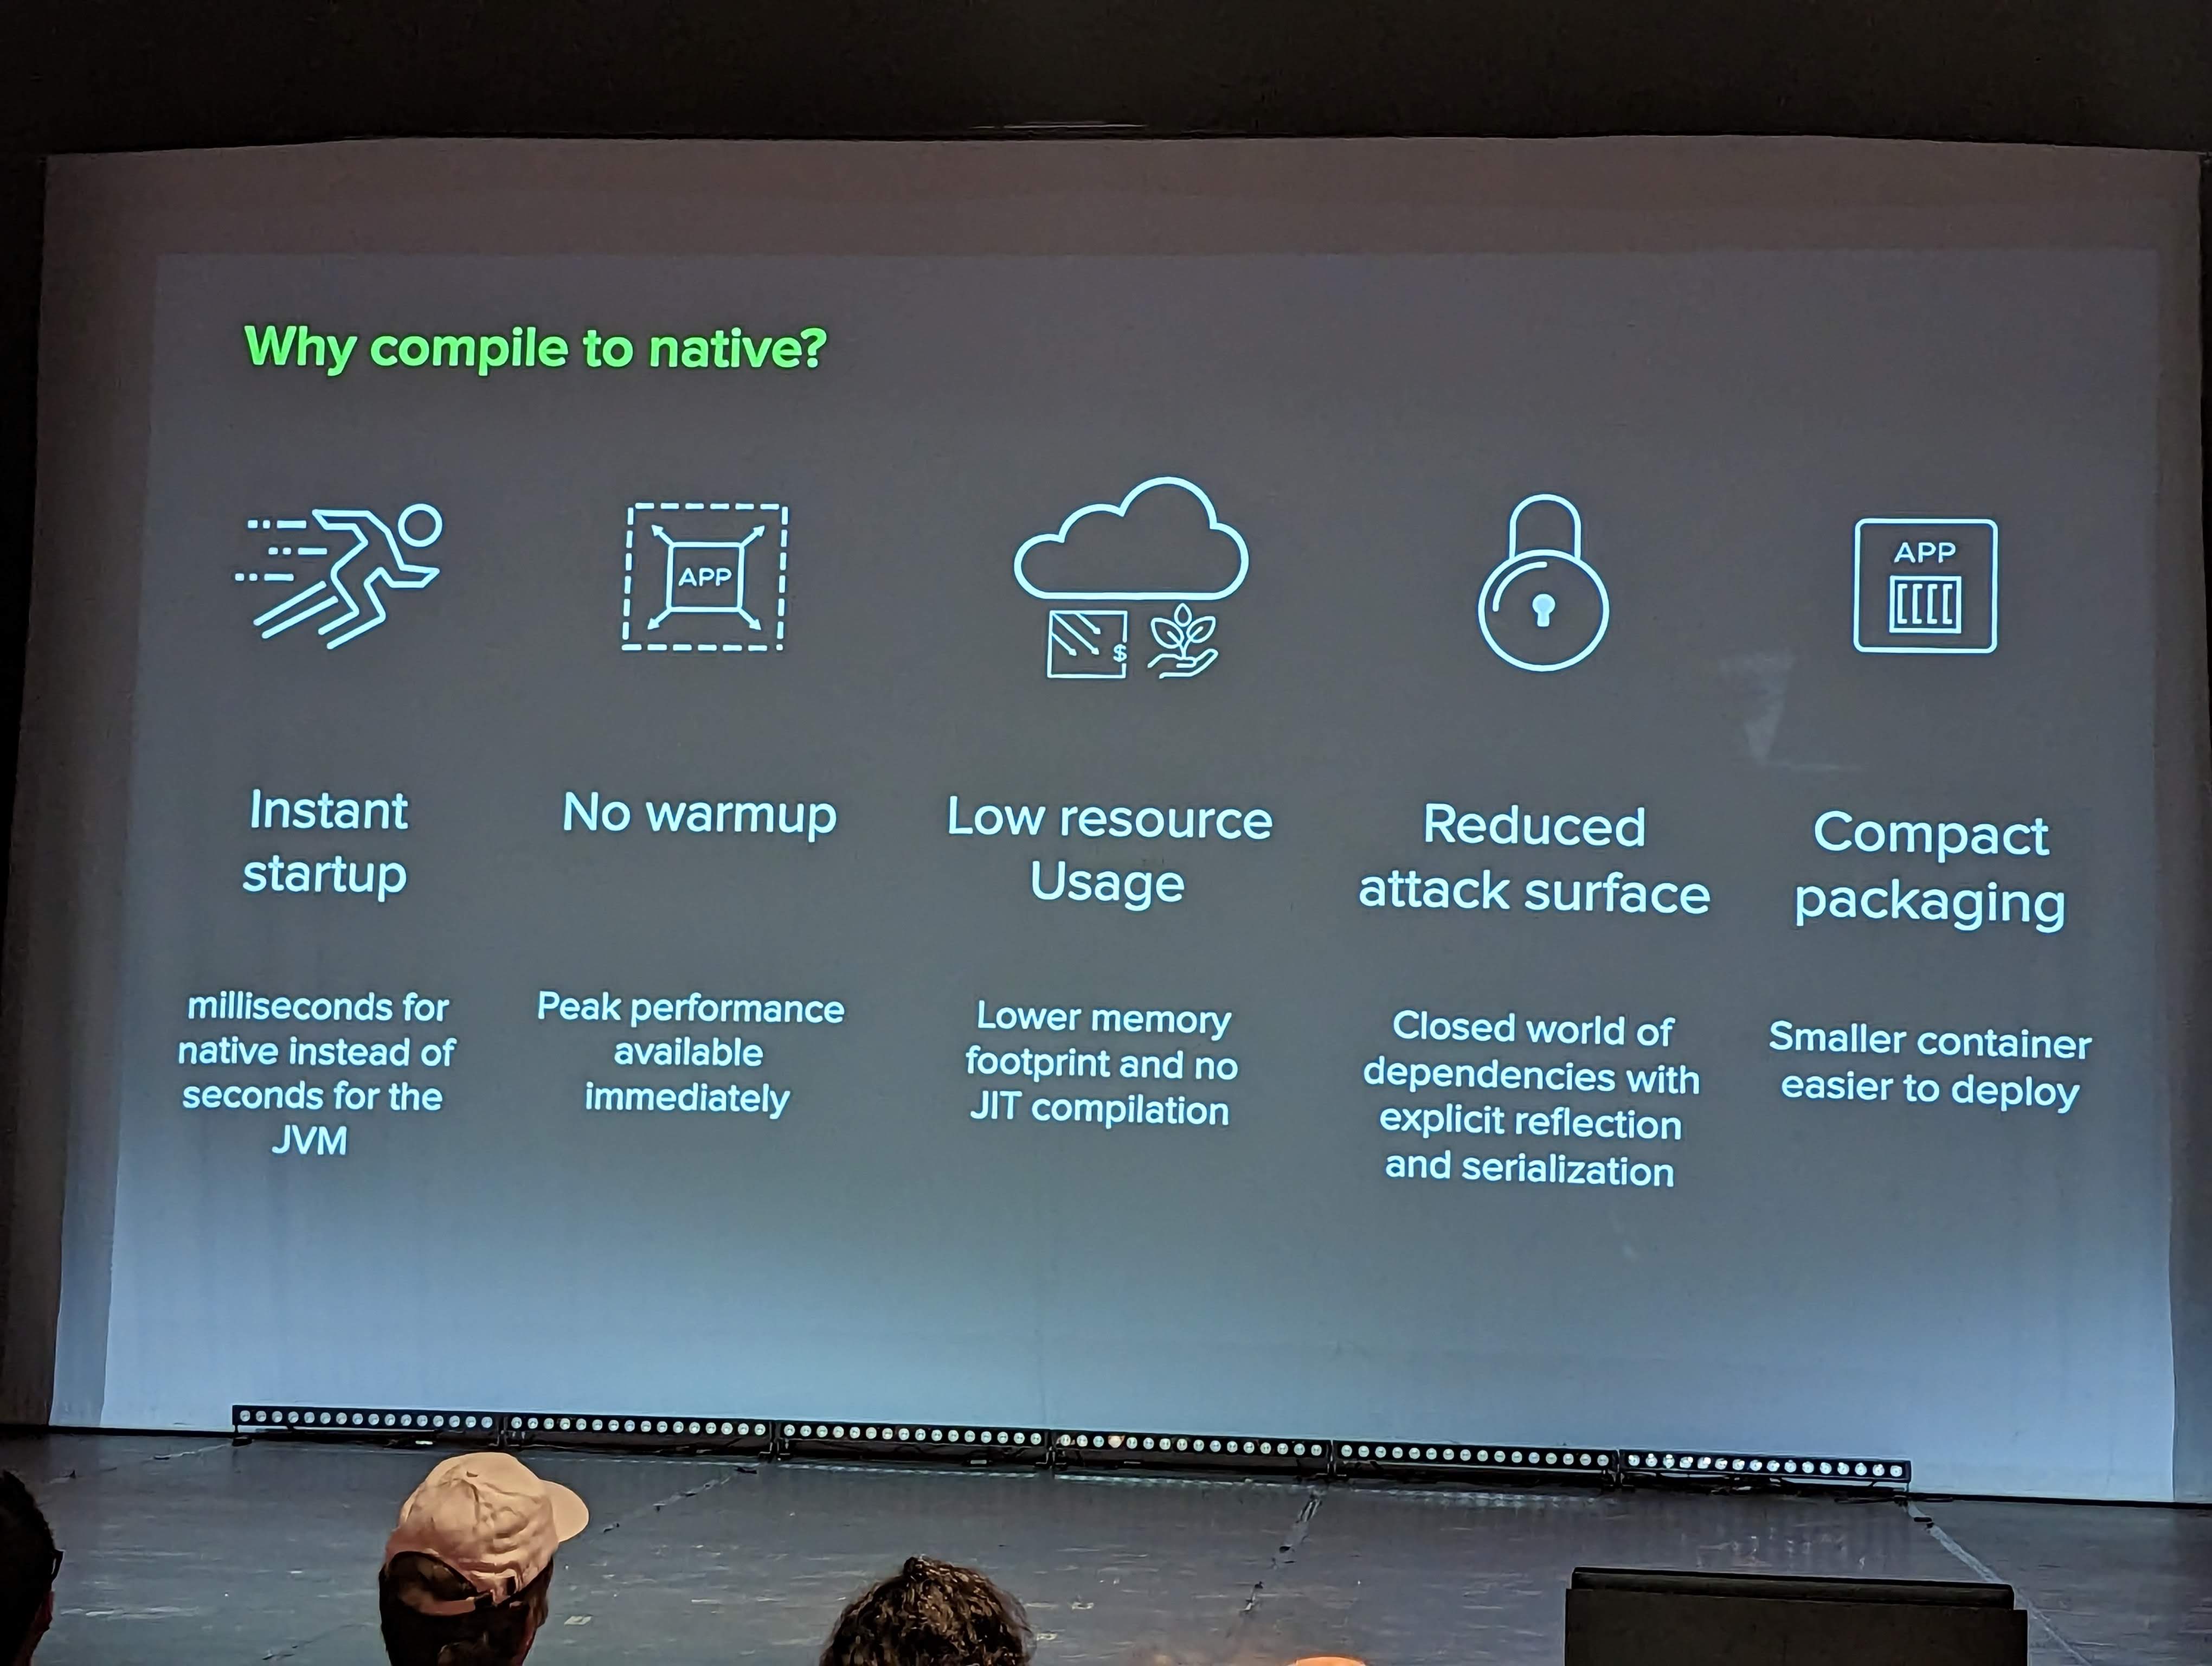 Why compile to native?
APP
$
APP
Instant
startup
milliseconds for
native instead of
seconds for the
JVM
No warmup
Peak performance
available
immediately
Low resource
Usage
Lower memory
footprint and no
JIT compilation
Reduced
attack surface
Closed world of
dependencies with
explicit reflection
and serialization
Compact
packaging
Smaller container
easier to deploy